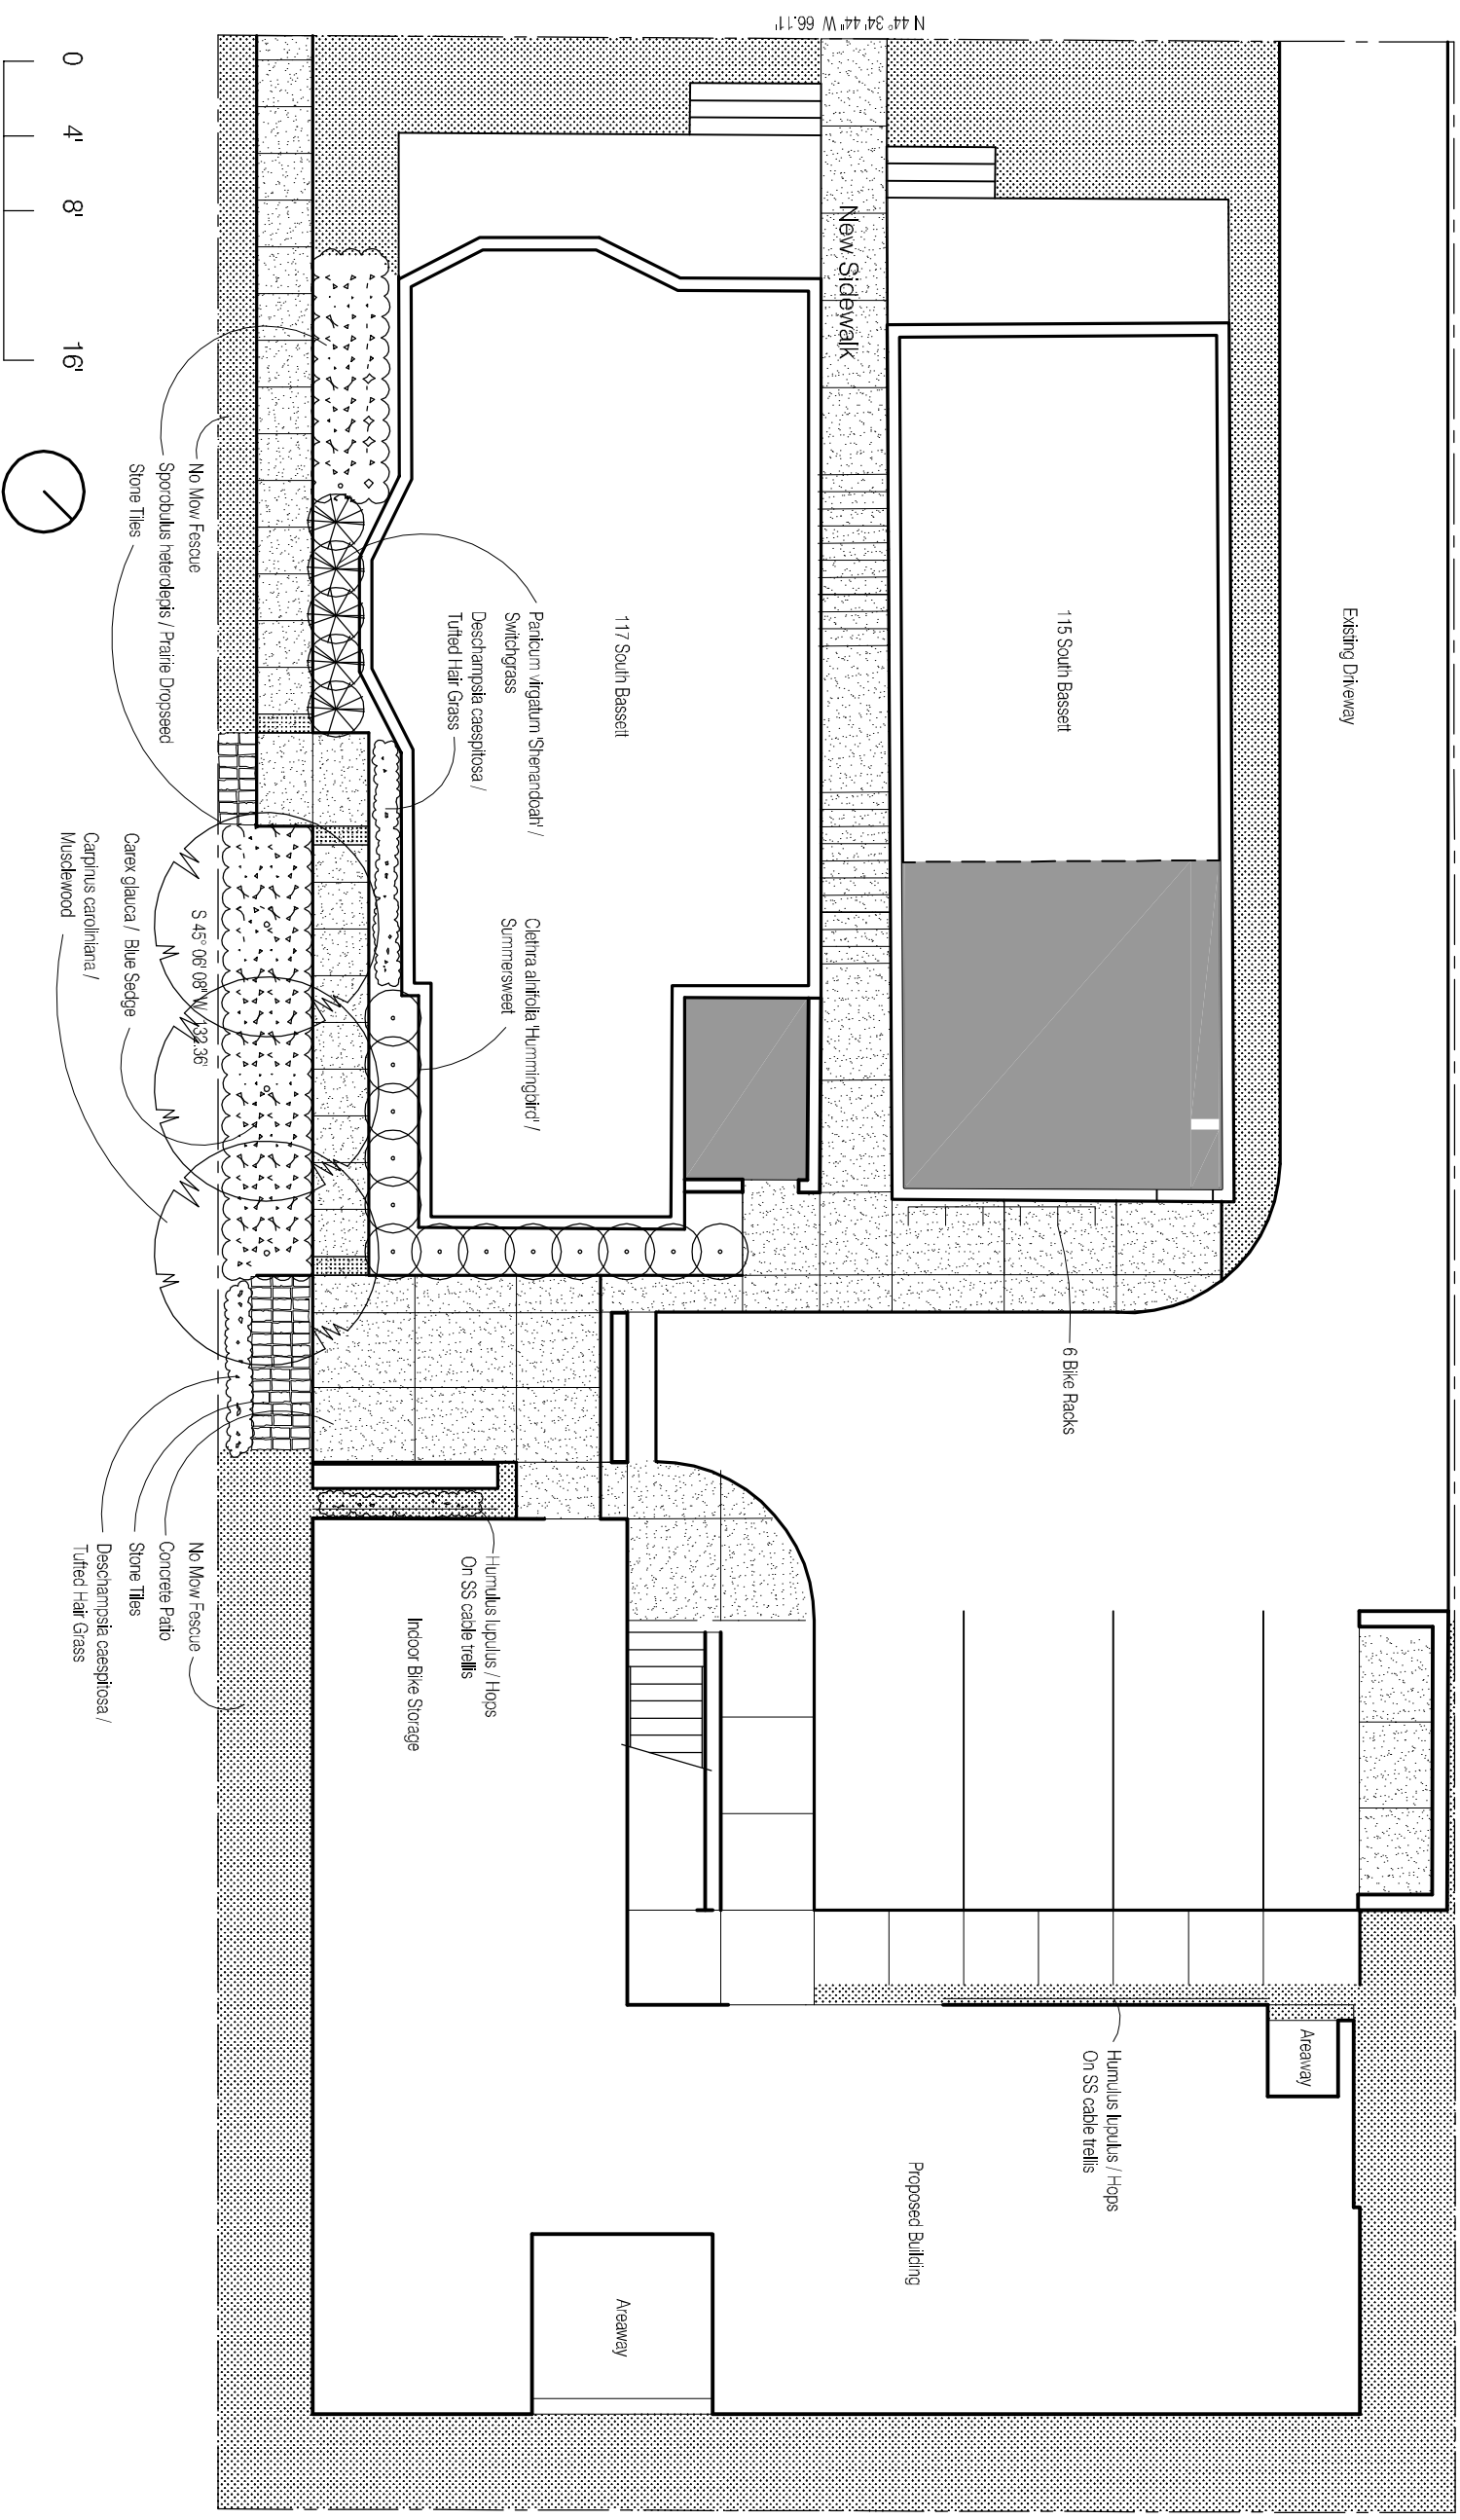 N 44° 34' 44" W 66.11'
Existing Driveway
115 South Bassett
New Sidewalk
117 South Bassett
6 Bike Racks
Panicum virgatum 'Shenandoah' /
Switchgrass
Deschampsia caespitosa /
Tufted Hair Grass
Clethra alnifolia 'Hummingbird' /
Summersweet
No Mow Fescue
Sporobulus heterolepis / Prairie Dropseed
Stone Tiles
S 45° 06' 08" W 132.36'
Carex glauca / Blue Sedge
Carpinus caroliniana /
Musclewood
Humulus lupulus / Hops
On SS cable trellis
Indoor Bike Storage
No Mow Fescue
Concrete Patio
Stone Tiles
Deschampsia caespitosa /
Tufted Hair Grass
Areaway
Humulus lupulus / Hops
On SS cable trellis
Proposed Building
Areaway
0 4' 8' 16'